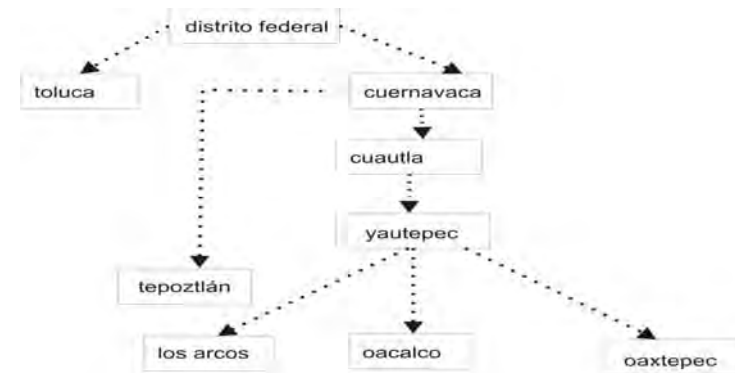 distrito federal
toluca
cuernavaca
cuautla
yautepec
tepoztlán
los arcos
oacalco
oaxtepec